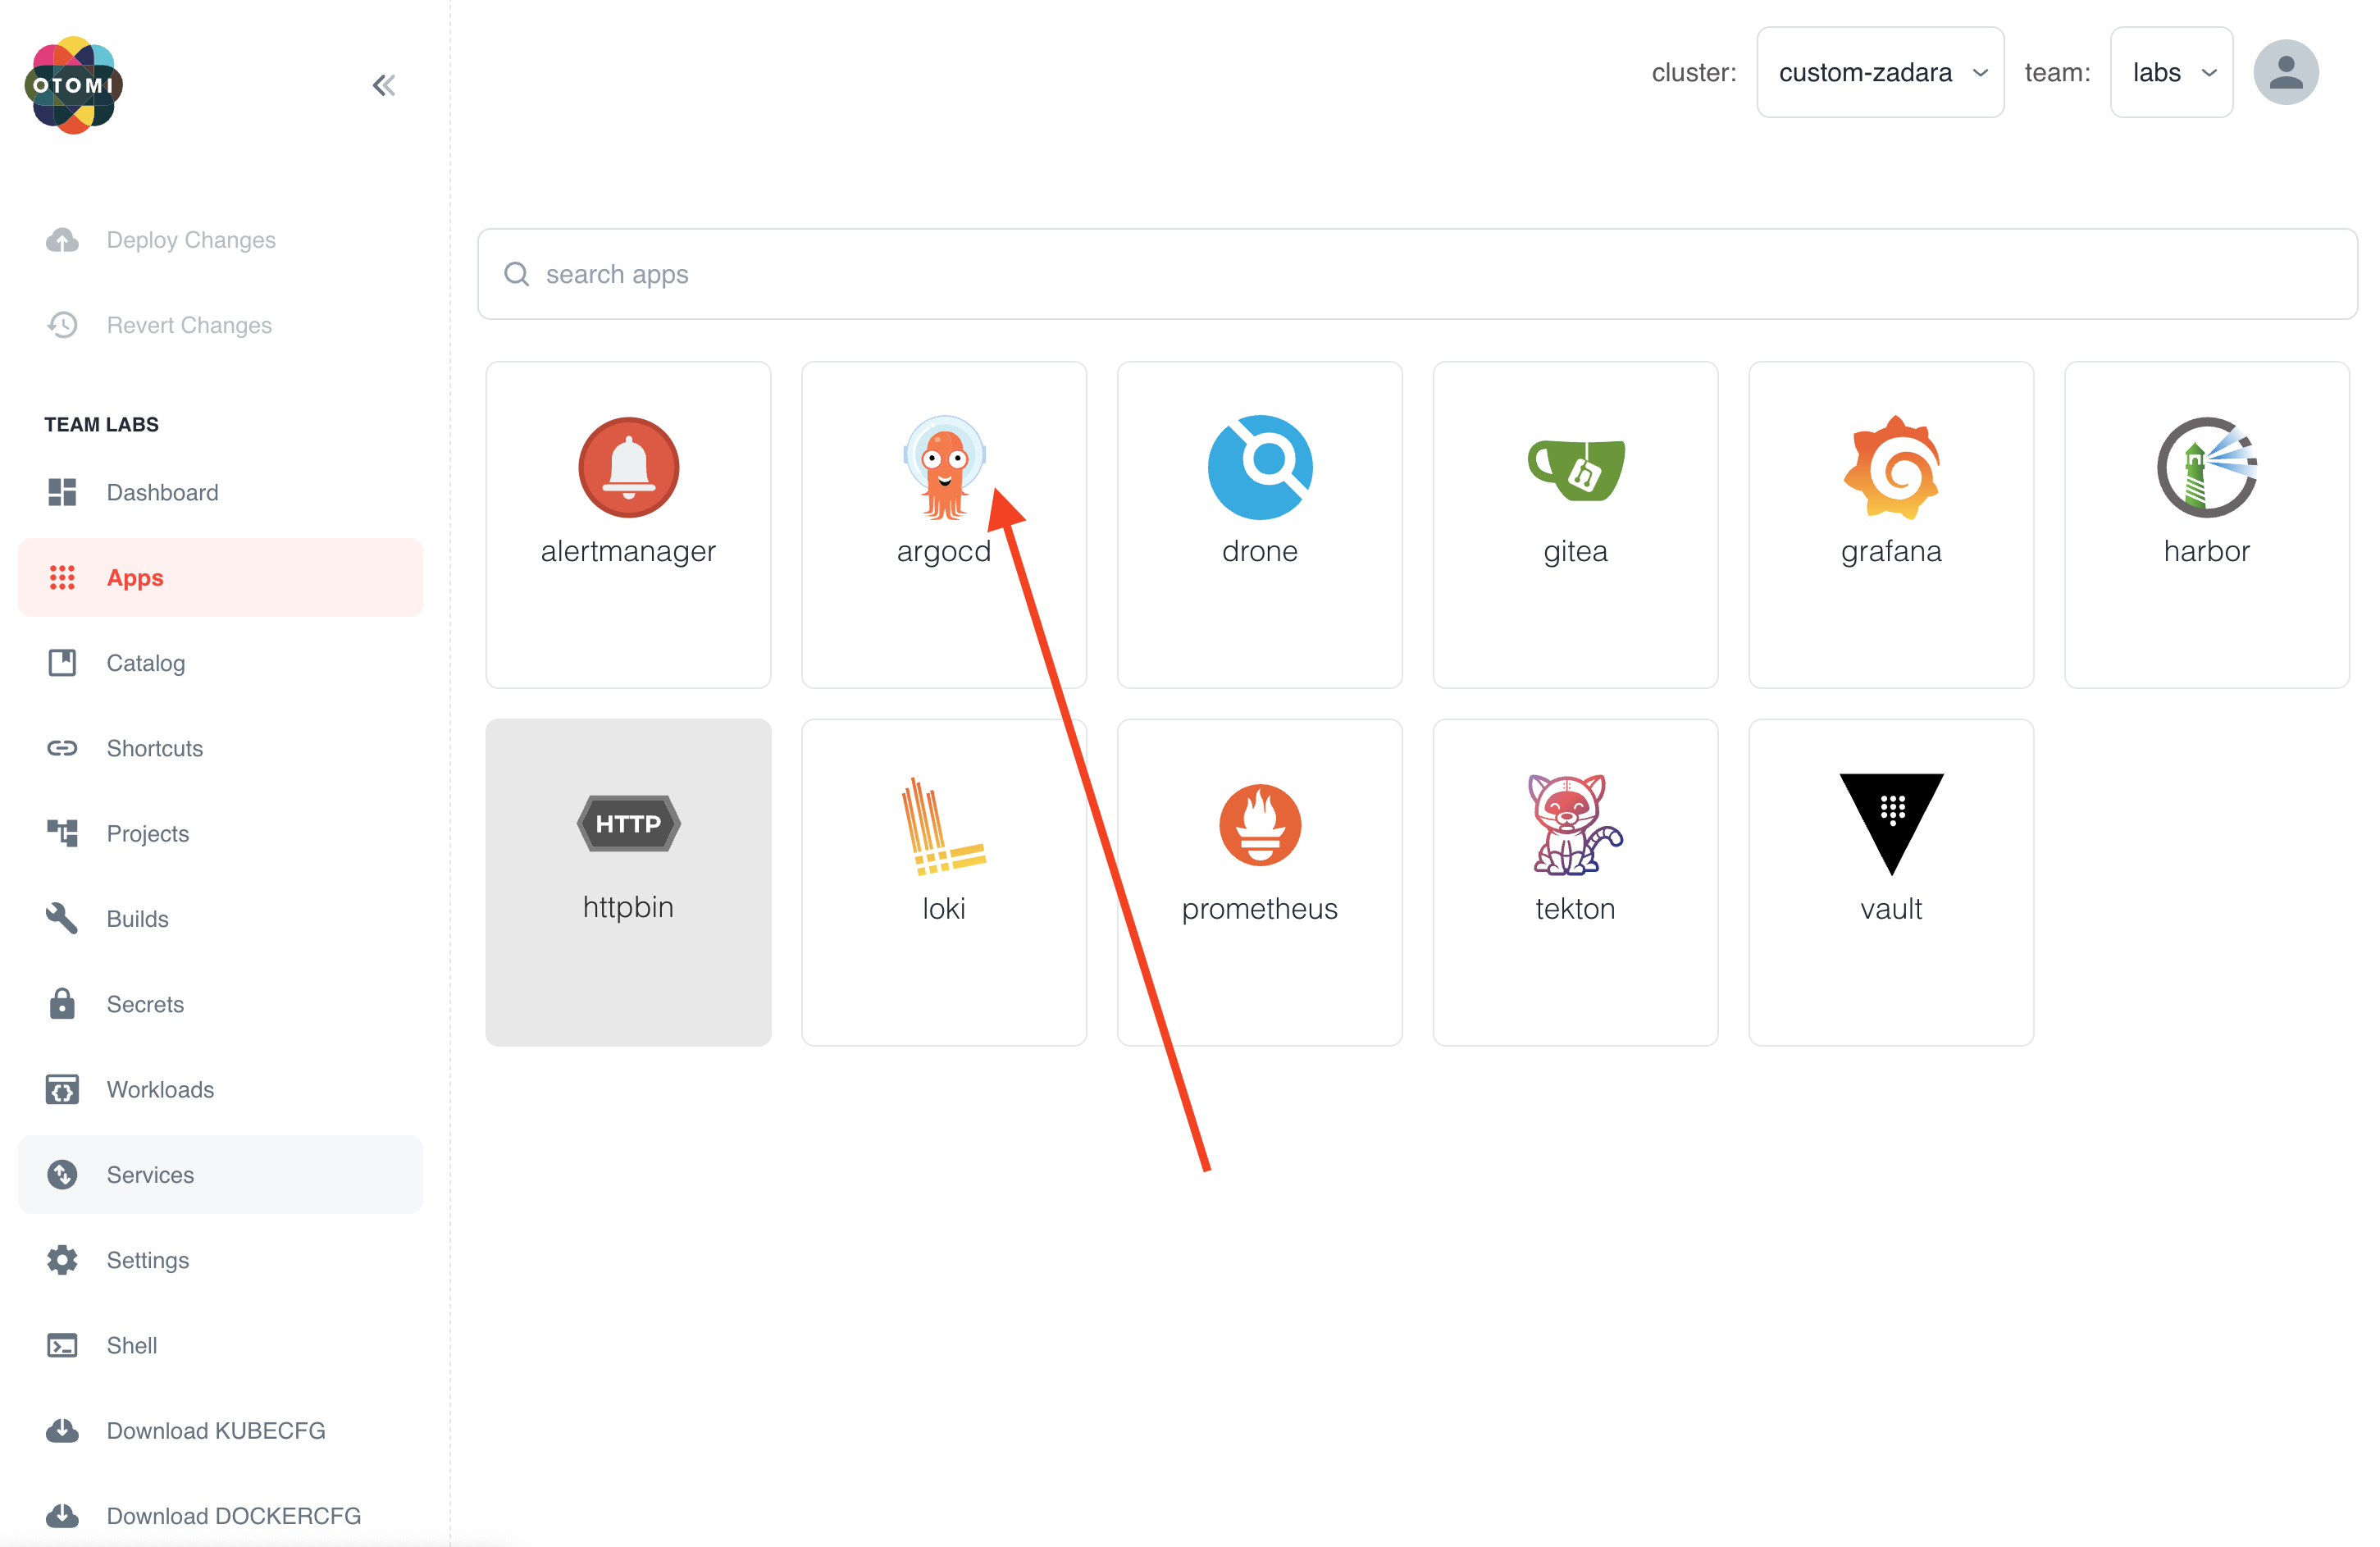 OTOMI
cluster:
custom-zadara
team:
labs
Deploy Changes
Revert Changes
TEAM LABS
Dashboard
Apps
Catalog
Shortcuts
Projects
Builds
Secrets
Workloads
Services
Settings
Shell
Download KUBECFG
Download DOCKERCFG
search apps
alertmanager
argocd
drone
gitea
grafana
harbor
HTTP
httpbin
loki
prometheus
tekton
vault